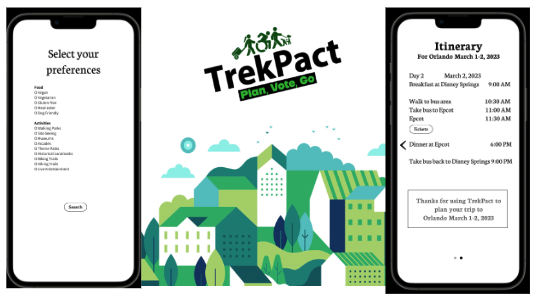 Select your
preferences
Food
O Vegan
O Vegetarian
O Gluten Free
O Meat eater
O Dog Friendly
Activities
O Walking Paths
O Site Seeing
O Museums
O Arcades
O Theme Parks
O Historical Landmarks
O Hiking Trails
O Biking trails
O Live Entertainment
Search
TrekPact
Plan, Vote, Go
Itinerary
For Orlando March 1-2, 2023
Day 2 March 2, 2023
Breakfast at Disney Springs 9:00 AM
Walk to bus area 10:30 AM
Take bus to Epcot 11:00 AM
Epcot 11:30 AM
Tickets
Dinner at Epcot 6:00 PM
Take bus back to Disney Springs 9:00 PM
Thanks for using TrekPact to
plan your trip to
Orlando March 1-2, 2023